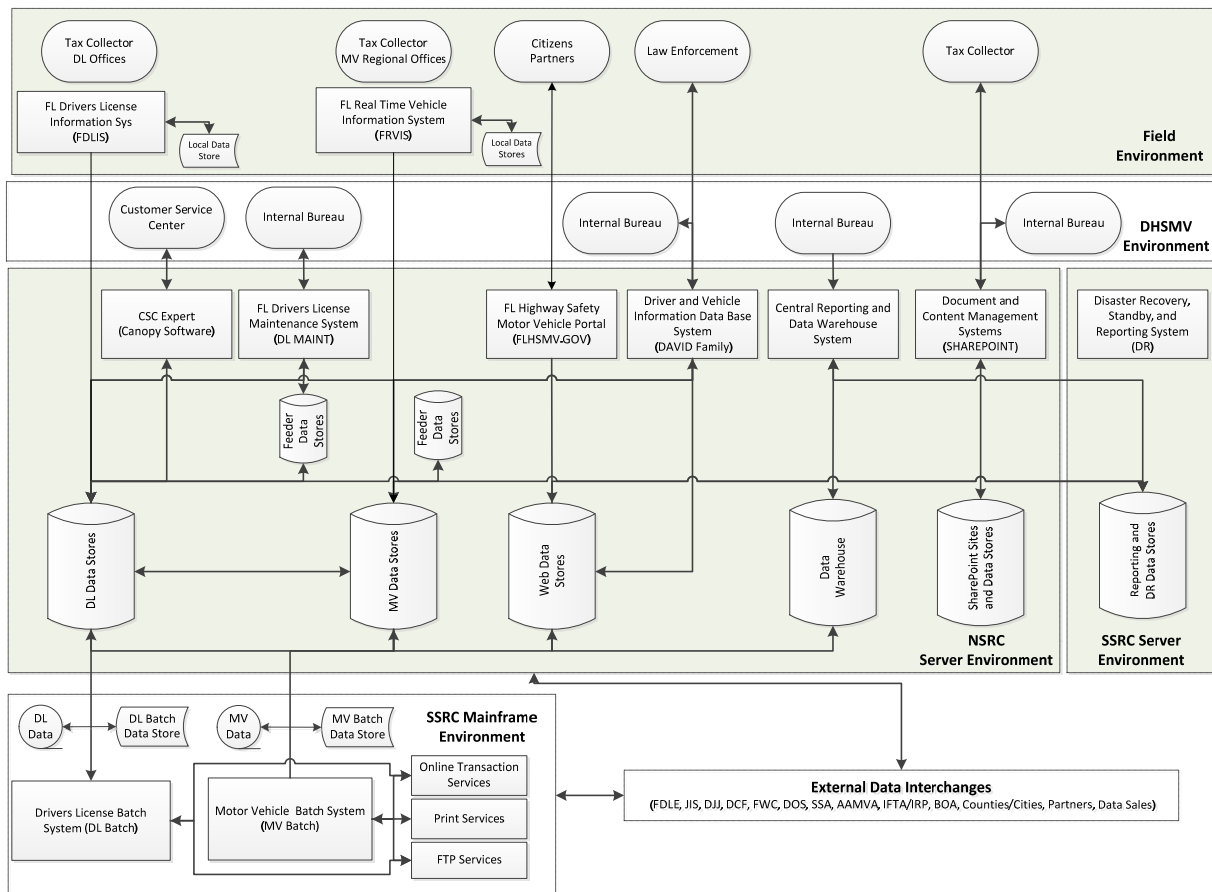 Tax Collector
DL Offices
Tax Collector
MV Regional Offices
Citizens
Partners
Law Enforcement
Tax Collector
FL Drivers License
Information Sys
(FDLIS)
Local Data
Store
FL Real Time Vehicle
Information System
(FRVIS)
Local Data
Stores
Field
Environment
Customer Service
Center
Internal Bureau
Internal Bureau
Internal Bureau
Internal Bureau
DHSMV
Environment
CSC Expert
(Canopy Software)
FL Drivers License
Maintenance System
(DL MAINT)
FL Highway Safety
Motor Vehicle Portal
(FLHSMV.GOV)
Driver and Vehicle
Information Data Base
System
(DAVID Family)
Central Reporting and
Data Warehouse
System
Document and
Content Management
Systems
(SHAREPOINT)
Disaster Recovery,
Standby, and
Reporting System
(DR)
Feeder
Data
Stores
Feeder
Data
Stores
DL Data Stores
MV Data Stores
Web Data
Stores
Data
Warehouse
SharePoint Sites
and Data Stores
Reporting and
DR Data Stores
NSRC
Server Environment
SSRC Server
Environment
DL
Data
DL Batch
Data Store
MV
Data
MV Batch
Data Store
SSRC Mainframe
Environment
Drivers License Batch
System (DL Batch)
Motor Vehicle Batch System
(MV Batch)
Online Transaction
Services
Print Services
FTP Services
External Data Interchanges
(FDLE, JIS, DJJ, DCF, FWC, DOS, SSA, AAMVA, IFTA/IRP, BOA, Counties/Cities, Partners, Data Sales)